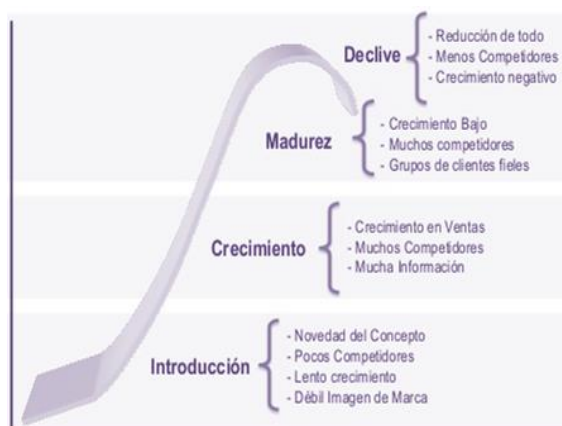 Declive
- Reducción de todo
- Menos Competidores
- Crecimiento negativo
Madurez
- Crecimiento Bajo
- Muchos competidores
- Grupos de clientes fieles
Crecimiento
- Crecimiento en Ventas
- Muchos Competidores
- Mucha Información
Introducción
- Novedad del Concepto
- Pocos Competidores
- Lento crecimiento
- Débil Imagen de Marca